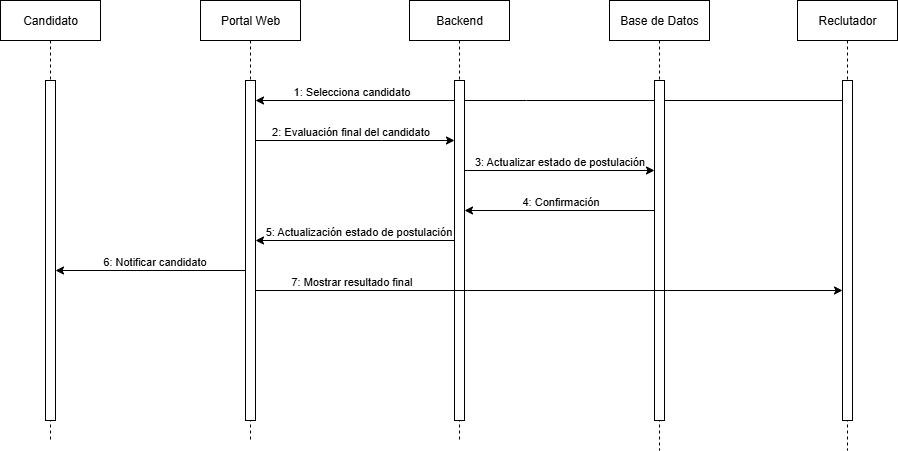 Candidato
Portal Web
Backend
Base de Datos
Reclutador
1: Selecciona candidato
2: Evaluación final del candidato
3: Actualizar estado de postulación
4: Confirmación
5: Actualización estado de postulación
6: Notificar candidato
7: Mostrar resultado final